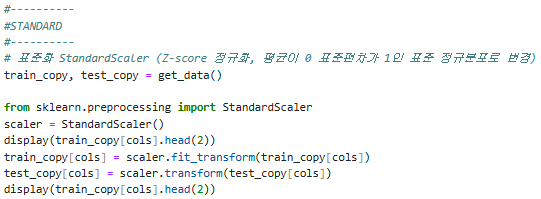 #----------
#STANDARD
#----------
# 표준화 StandardScaler (Z-score 정규화, 평균이 0 표준편차가 1인 표준 정규분포로 변경)
train_copy, test_copy = get_data()

from sklearn.preprocessing import StandardScaler
scaler = StandardScaler()
display(train_copy[cols].head(2))
train_copy[cols] = scaler.fit_transform(train_copy[cols])
test_copy[cols] = scaler.transform(test_copy[cols])
display(train_copy[cols].head(2))